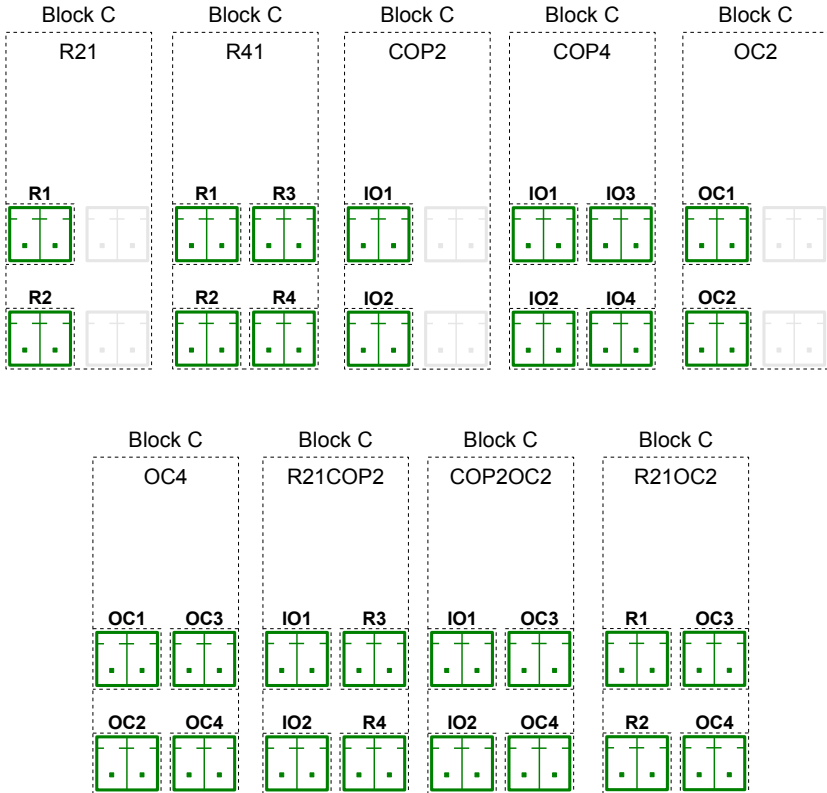 Block C Block C Block C Block C Block C
R21 R41 COP2 COP4 OC2
R1 R1 R3 IO1 IO1 IO3 OC1
R2 R2 R4 IO2 IO2 IO4 OC2
Block C Block C Block C Block C
OC4 R21COP2 COP2OC2 R21OC2
OC1 OC3 IO1 R3 IO1 OC3 R1 OC3
OC2 OC4 IO2 R4 IO2 OC4 R2 OC4